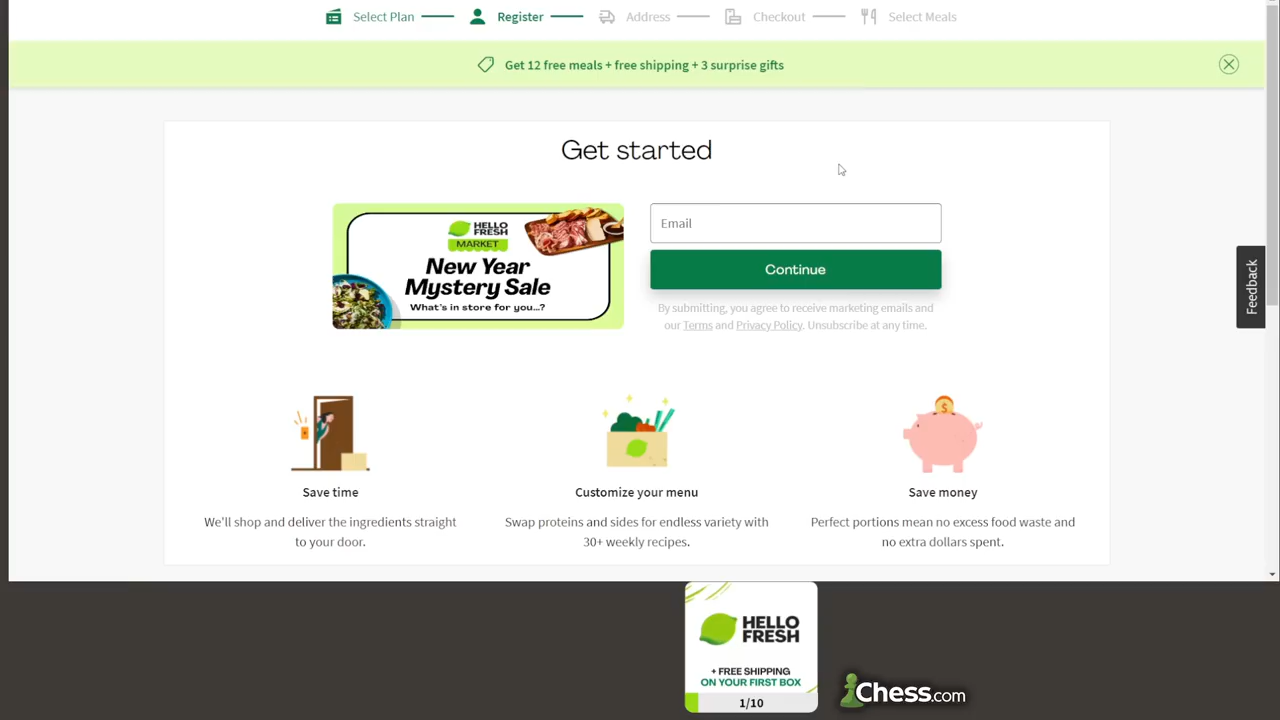 Select Plan
Register
Address
Checkout
Select Meals
Get 12 free meals + free shipping + 3 surprise gifts
Get started
HELLO
FRESH
MARKET
New Year
Mystery Sale
What's in store for you...?
Email
Continue
By submitting, you agree to receive marketing emails and
our Terms and Privacy Policy. Unsubscribe at any time.
Feedback
$
Save time
We'll shop and deliver the ingredients straight
to your door.
Customize your menu
Swap proteins and sides for endless variety with
30+ weekly recipes.
Save money
Perfect portions mean no excess food waste and
no extra dollars spent.
HELLO
FRESH
+ FREE SHIPPING
ON YOUR FIRST BOX
1/10
Chess.com